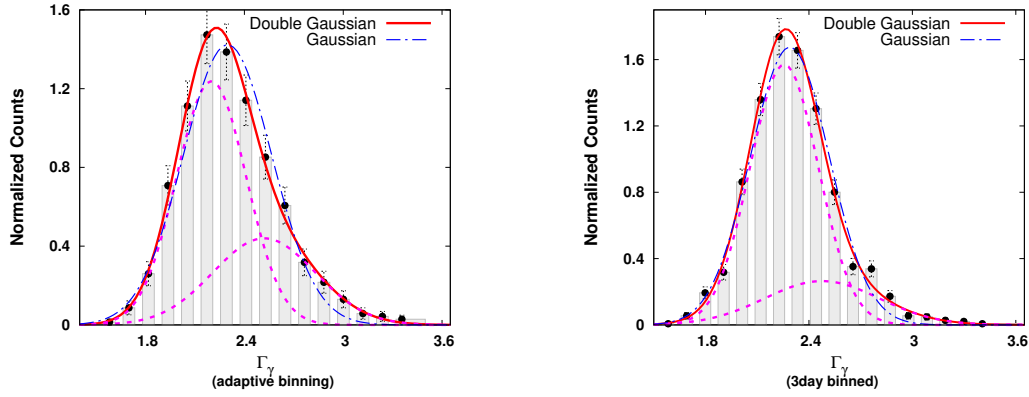 Double Gaussian
Gaussian
Normalized Counts
1.6
1.2
0.8
0.4
0
1.8 2.4 3 3.6
Γγ
(adaptive binning)
Double Gaussian
Gaussian
Normalized Counts
1.6
1.2
0.8
0.4
0
1.8 2.4 3 3.6
Γγ
(3day binned)